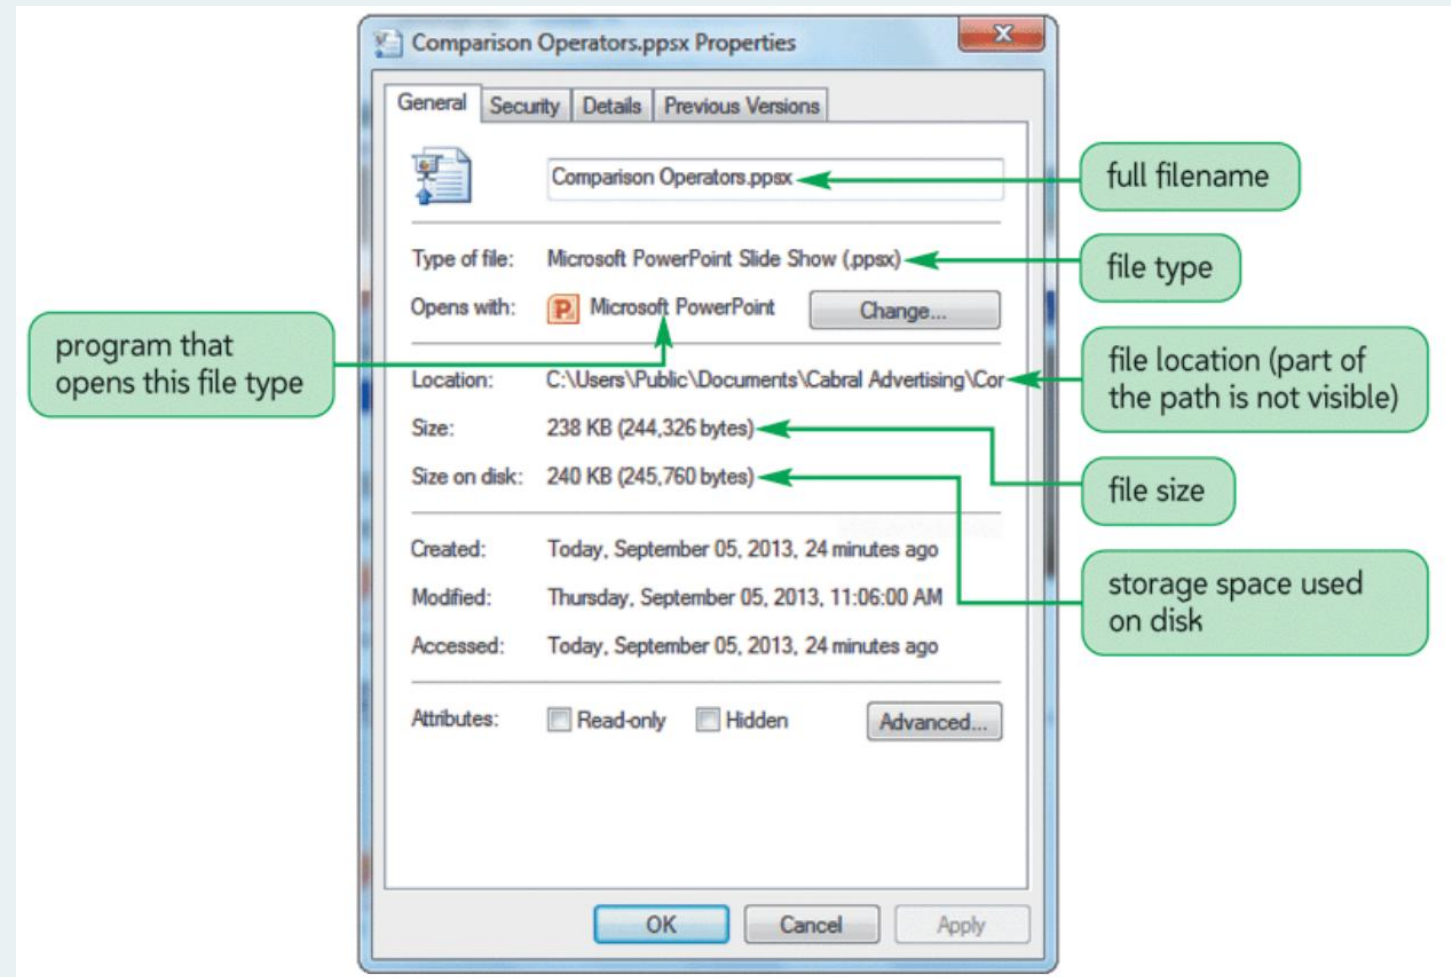 Comparison Operators.ppsx Properties
General Security Details Previous Versions
Comparison Operators.ppsx
full filename
Type of file: Microsoft PowerPoint Slide Show (.ppsx)
file type
Opens with: Microsoft PowerPoint Change...
program that
opens this file type
Location: C:\Users\Public\Documents\Cabral Advertising\Cor
file location (part of
the path is not visible)
Size: 238 KB (244,326 bytes)
file size
Size on disk: 240 KB (245,760 bytes)
storage space used
on disk
Created: Today, September 05, 2013, 24 minutes ago
Modified: Thursday, September 05, 2013, 11:06:00 AM
Accessed: Today, September 05, 2013, 24 minutes ago
Attributes: Read-only Hidden Advanced...
OK Cancel Apply